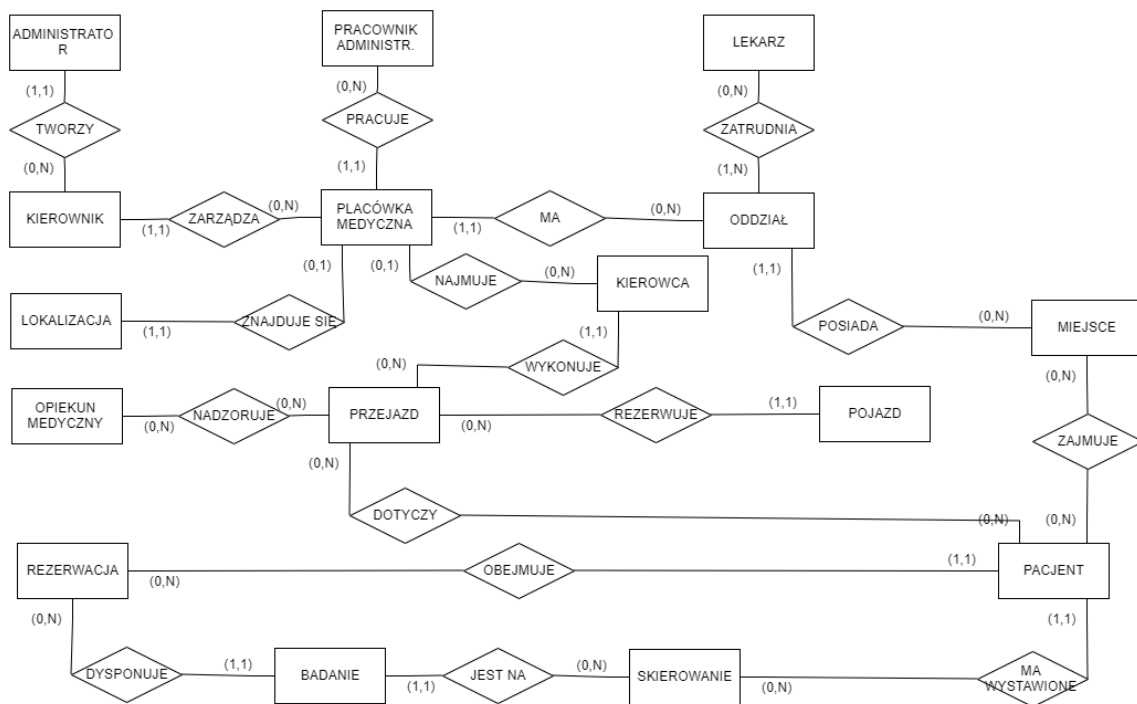 ADMINISTRATO
R
PRACOWNIK
ADMINISTR.
LEKARZ
(1,1)
(0,N)
(0,N)
TWORZY
PRACUJE
ZATRUDNIA
(0,N)
(1,1)
(1,N)
KIEROWNIK
(1,1)
ZARZĄDZA
(0,N)
PLACÓWKA
MEDYCZNA
(1,1)
MA
(0,N)
ODDZIAŁ
(0,1)
(0,1)
NAJMUJE
(0,N)
KIEROWCA
(1,1)
LOKALIZACJA
(1,1)
ZNAJDUJE SIĘ
(1,1)
POSIADA
(0,N)
MIEJSCE
(0,N)
WYKONUJE
(0,N)
OPIEKUN
MEDYCZNY
(0,N)
NADZORUJE
(0,N)
PRZEJAZD
(0,N)
REZERWUJE
(1,1)
POJAZD
ZAJMUJE
(0,N)
DOTYCZY
(0,N)
(0,N)
REZERWACJA
(0,N)
OBEJMUJE
(1,1)
PACJENT
(0,N)
(1,1)
DYSPONUJE
(1,1)
BADANIE
(1,1)
JEST NA
(0,N)
SKIEROWANIE
(0,N)
MA
WYSTAWIONE